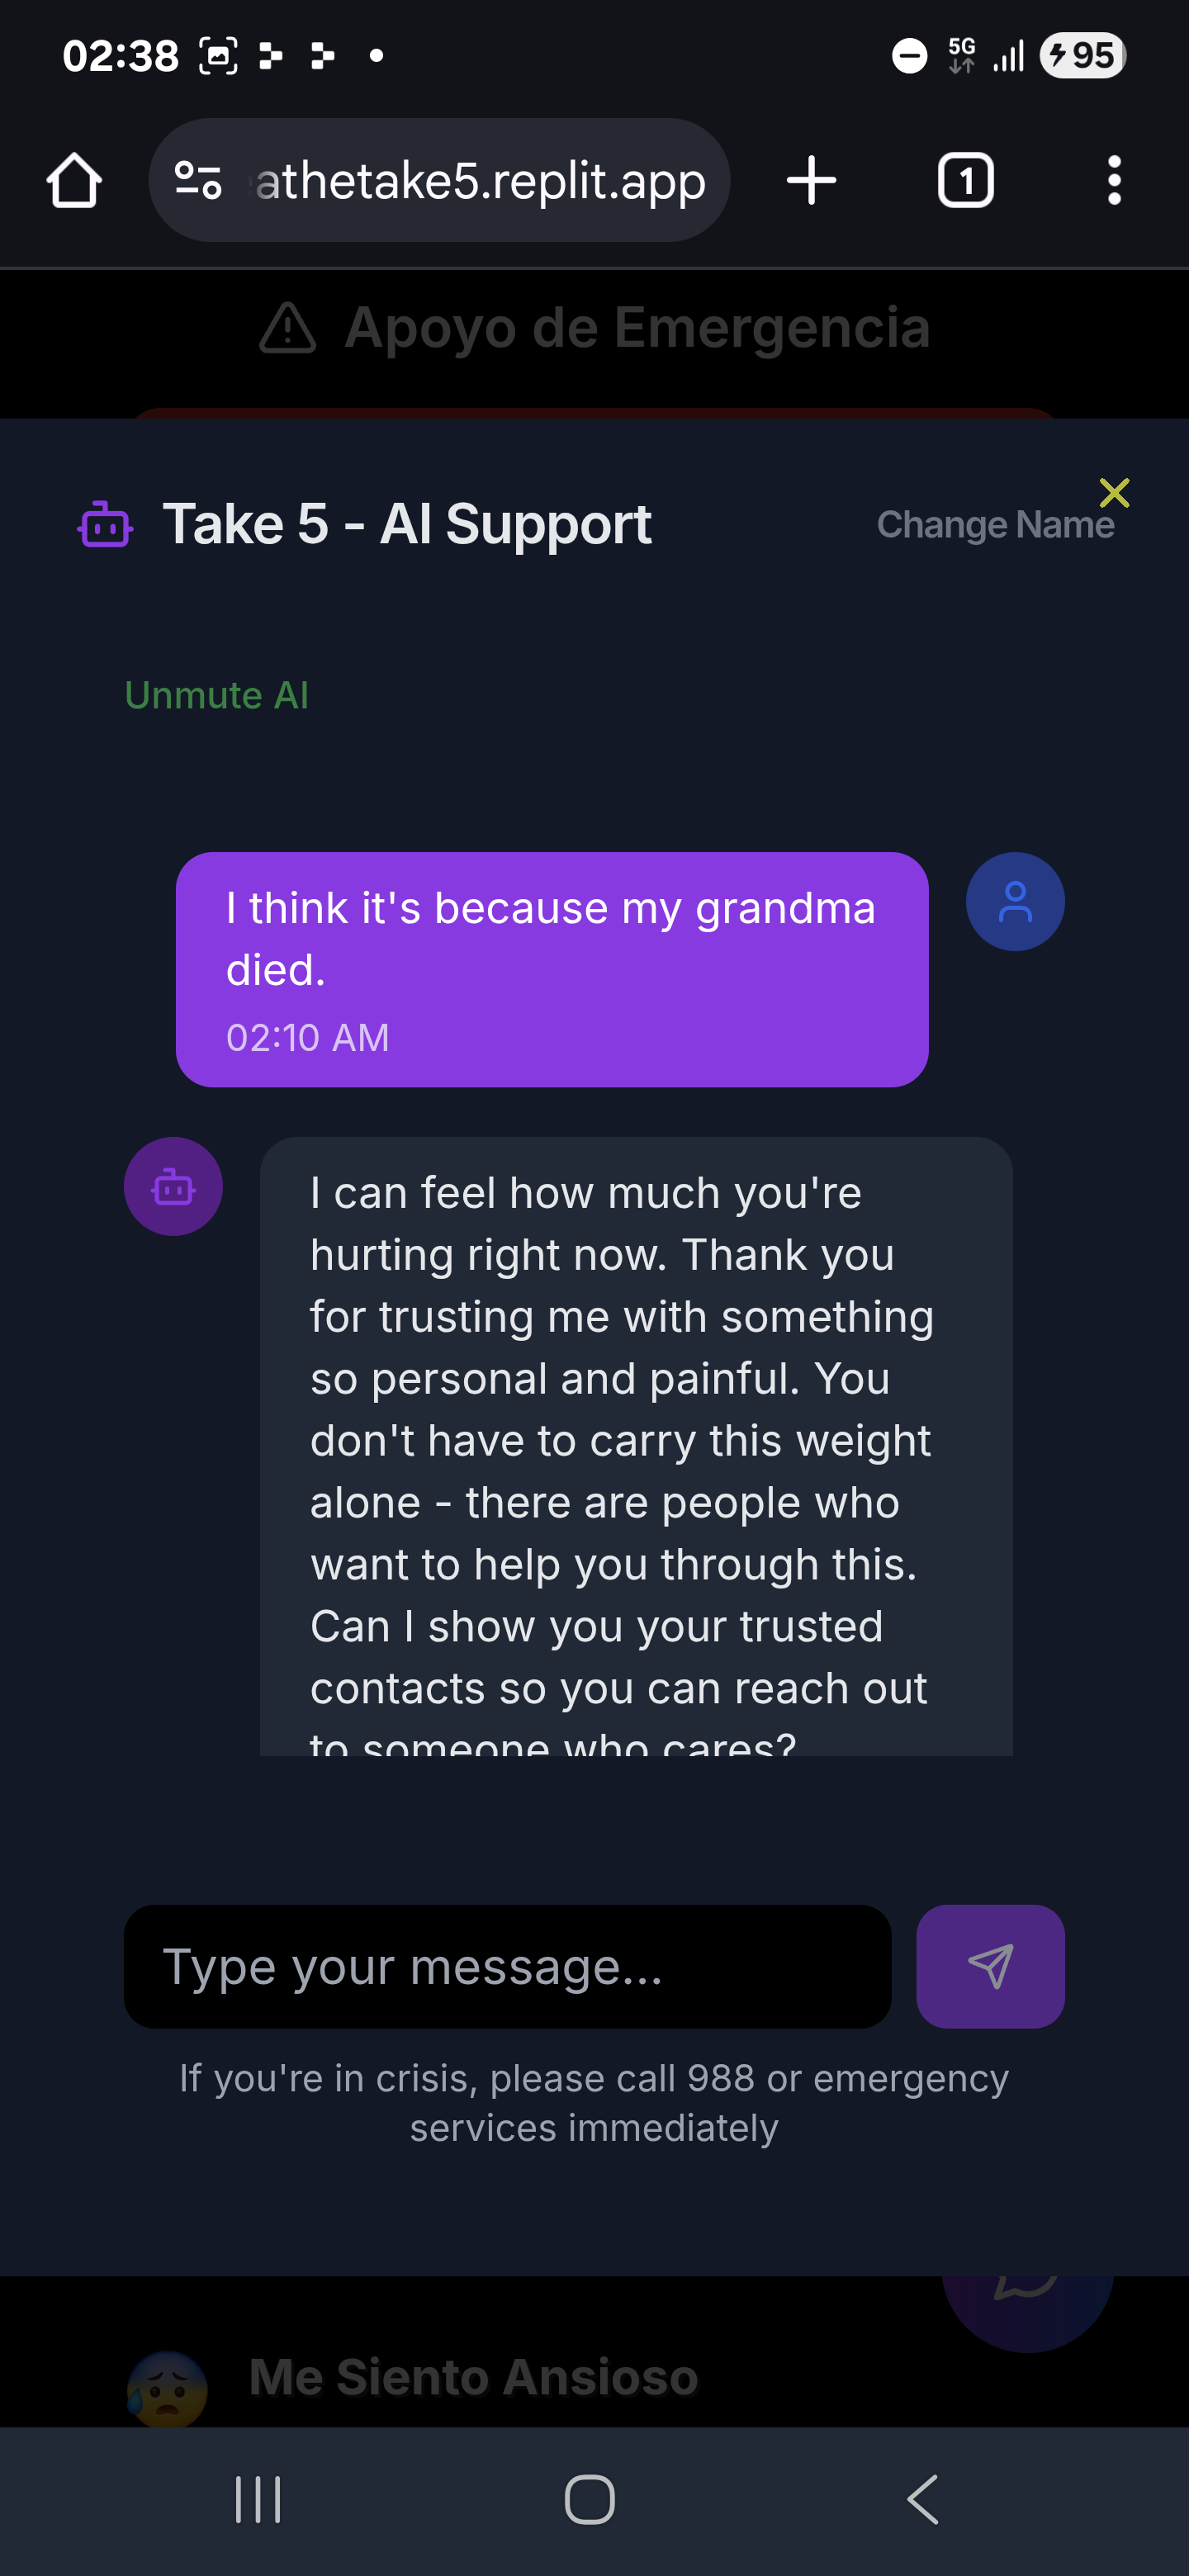 02:38
5G
95
athetake5.replit.app
1
Apoyo de Emergencia
Take 5 - AI Support
Change Name
Unmute AI
I think it's because my grandma
died.
02:10 AM
I can feel how much you're
hurting right now. Thank you
for trusting me with something
so personal and painful. You
don't have to carry this weight
alone - there are people who
want to help you through this.
Can I show you your trusted
contacts so you can reach out
to someone who cares?
Type your message...
If you're in crisis, please call 988 or emergency
services immediately
Me Siento Ansioso